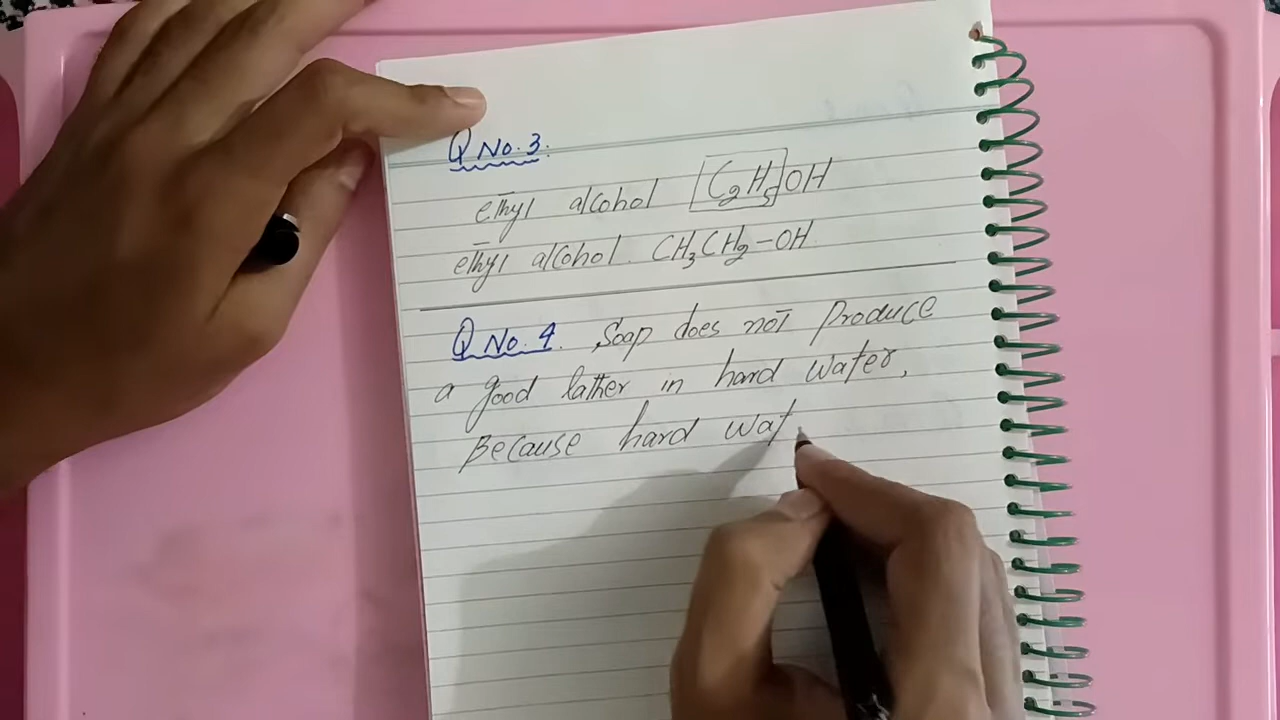 Q No. 3.
ethyl alcohol C2H5OH
ethyl alcohol. CH3CH2-OH
Q No. 4. Soap does not produce
a good lather in hard water,
Because hard wat